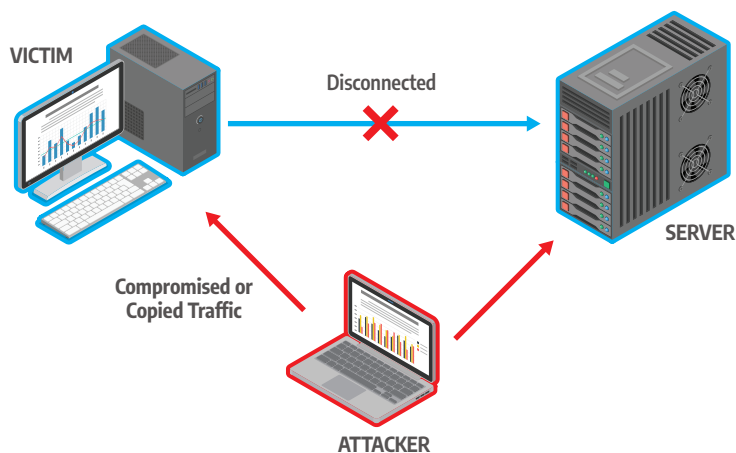 VICTIM
Disconnected
SERVER
Compromised or
Copied Traffic
ATTACKER